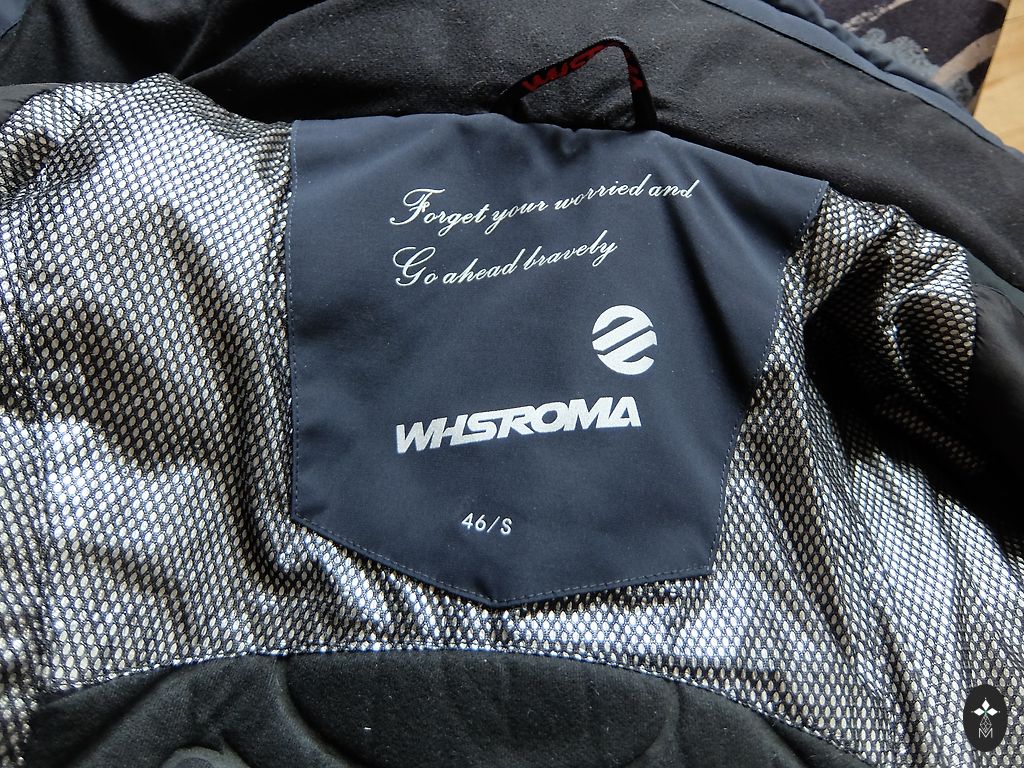 Forget your worried and
Go ahead bravely
WHSROMA
46/S
M